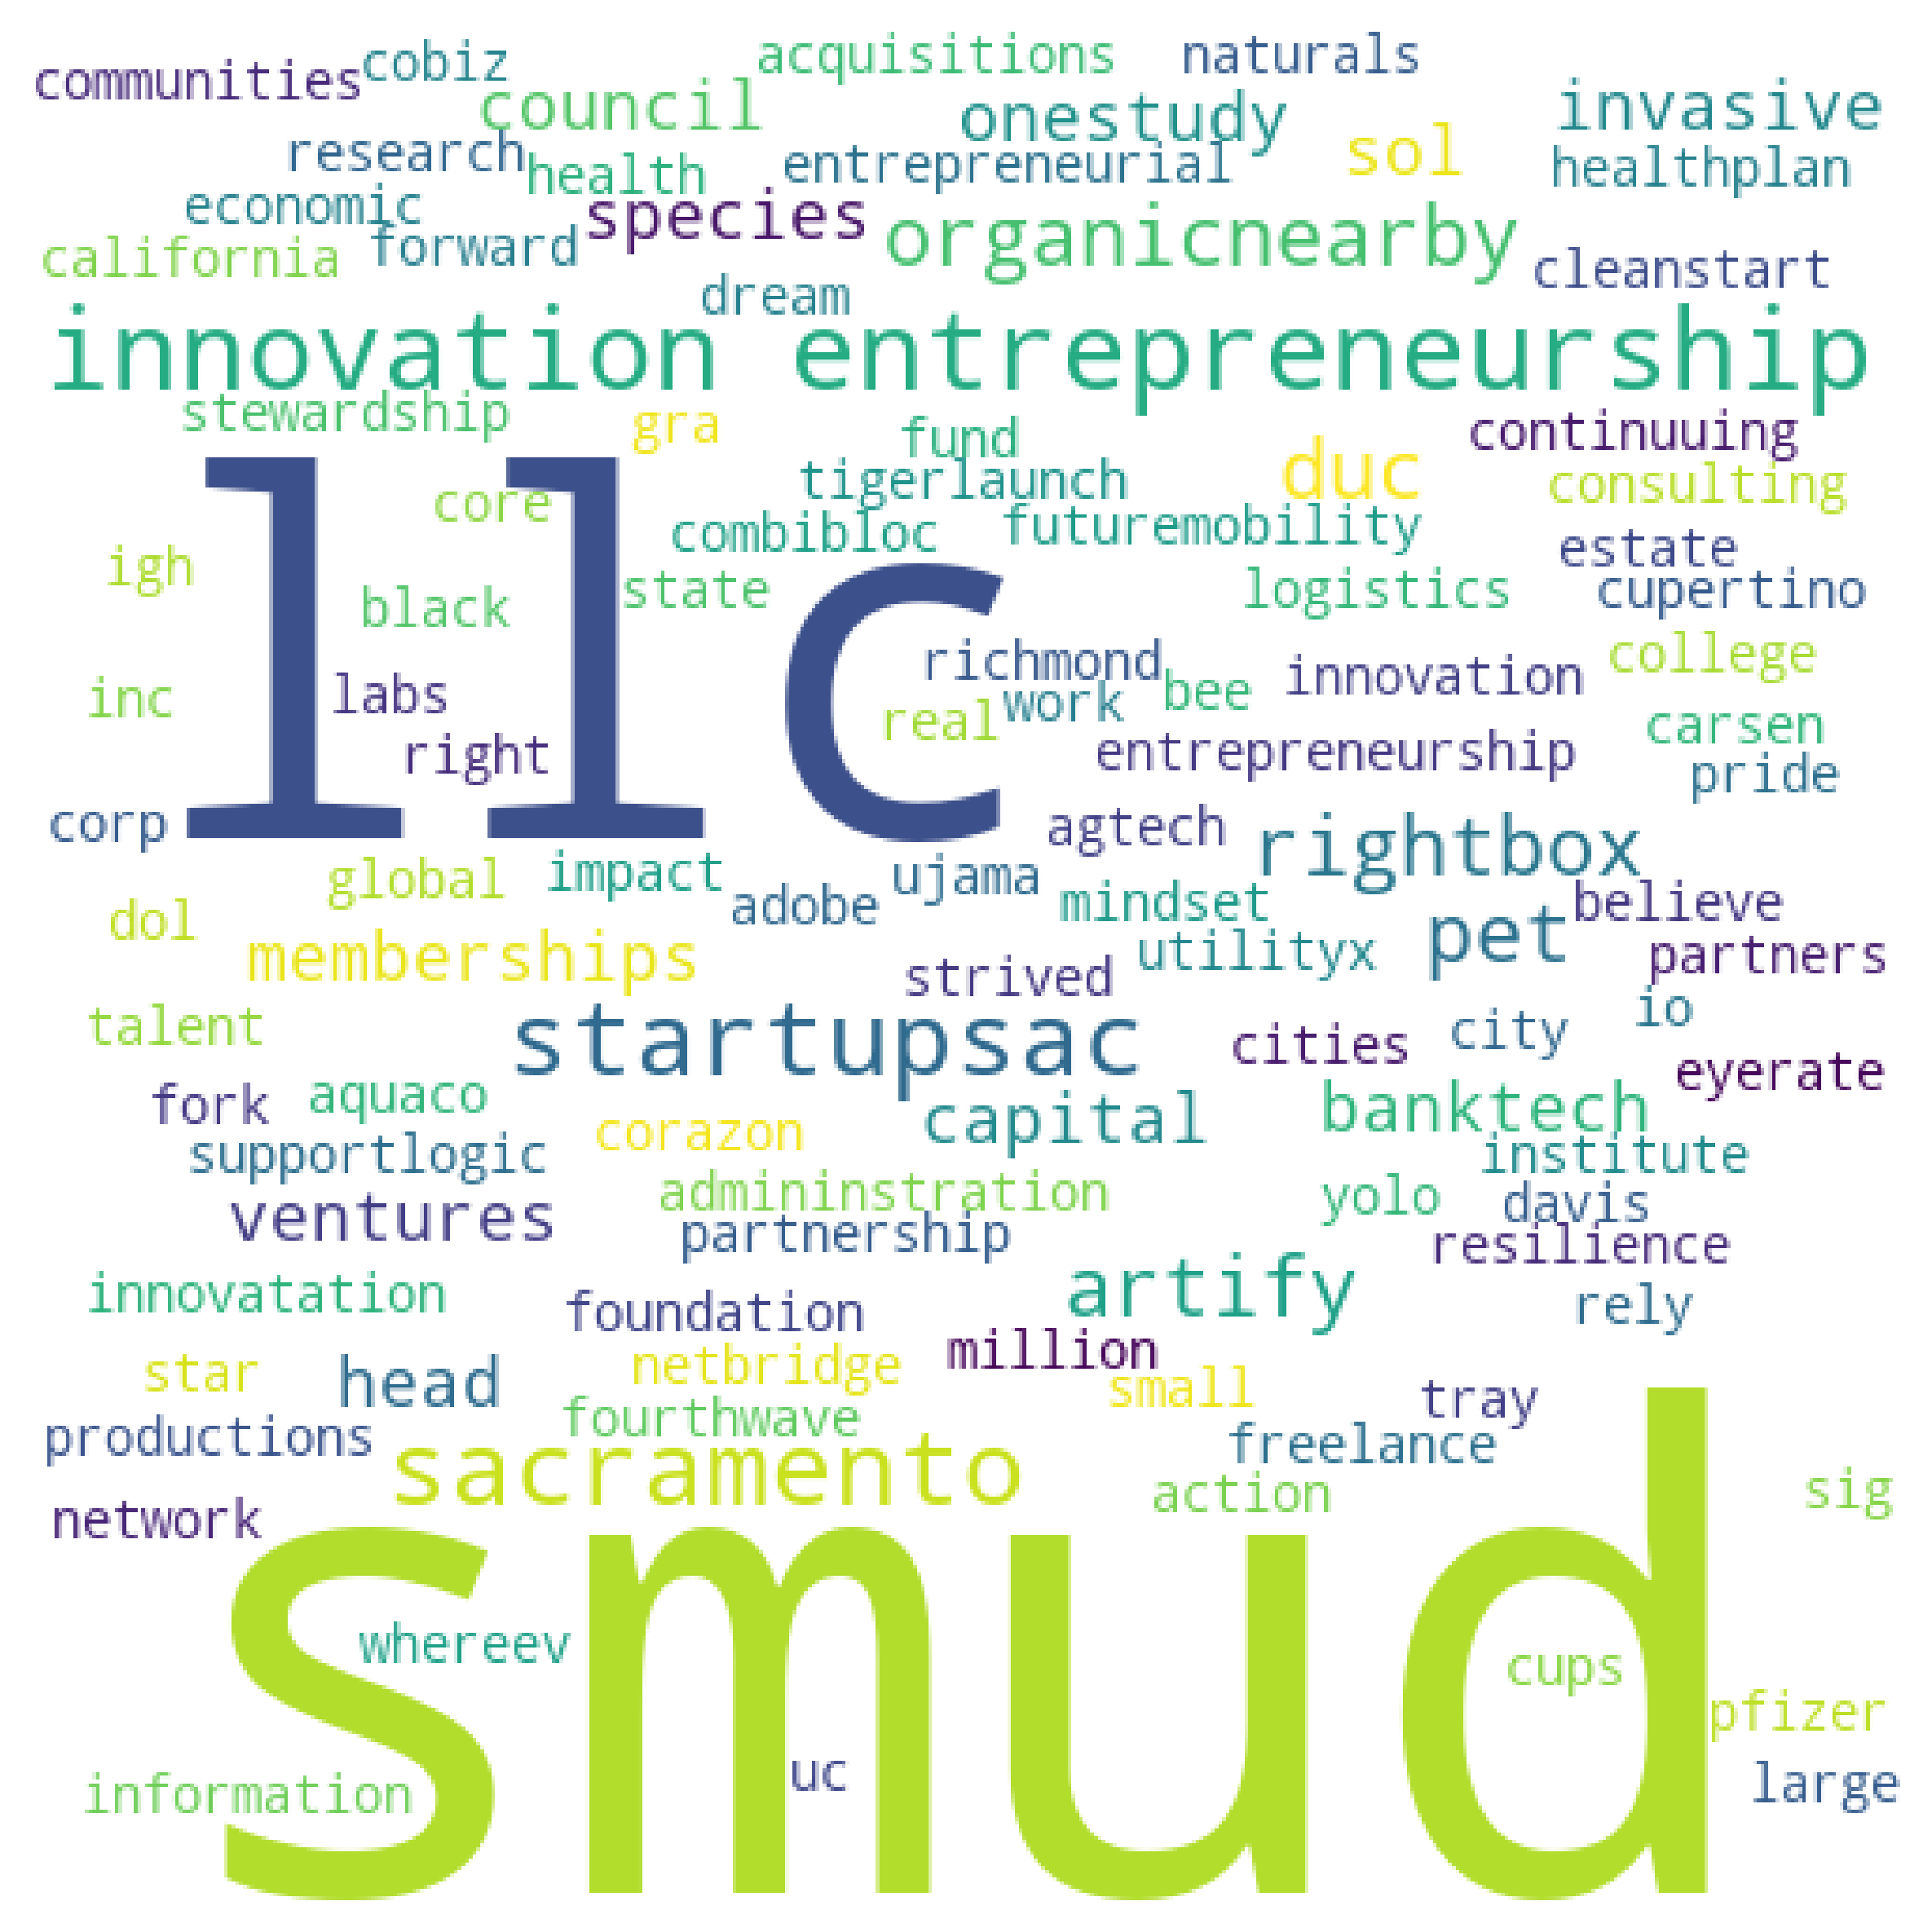 acquisitions naturals
communities cobiz
council onestudy invasive
research health entrepreneurial sol healthplan
economic species organicnearby
california forward cleanstart
dream
innovation entrepreneurship
stewardship gra fund duc continuuing
core tigerlaunch consulting
combibloc futuremobility
igh estate
black state logistics cupertino
llc
richmond innovation college
inc labs work bee
right real entrepreneurship carsen
pride
corp agtech rightbox
global impact adobe ujama mindset believe
dol memberships utilityx pet partners
strived
talent startupsac cities city io
eyerate
fork aquaco corazon capital banktech
supportlogic institute
ventures admininstration yolo davis
partnership resilience
innovatation foundation artify rely
star head netbridge million small tray
productions fourthwave freelance
sacramento action sig
network
smud
whereev cups
pfizer
information uc large